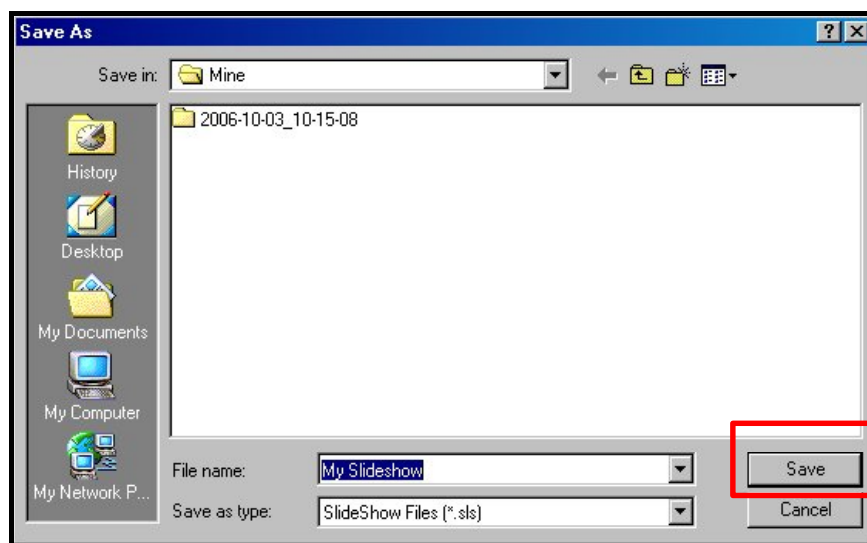 Save As
Save in: Mine
2006-10-03_10-15-08
History
Desktop
My Documents
My Computer
My Network P...
File name: My Slideshow Save
Save as type: SlideShow Files (*.sls) Cancel